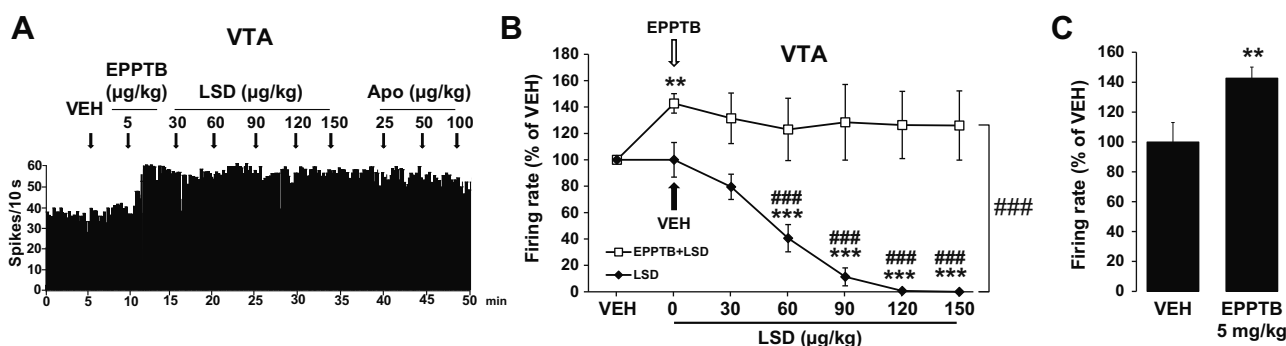 A
VTA
EPPTB
(µg/kg)
LSD (µg/kg)
Apo (µg/kg)
VEH
5
30 60 90 120 150
25 50 100
Spikes/10 s
60
50
40
30
20
10
0
0 5 10 15 20 25 30 35 40 45 50 min
B
EPPTB
VTA
Firing rate (% of VEH)
180
160
140
120
100
80
60
40
20
0
**
VEH
###
***
###
***
###
***
###
***
###
EPPTB+LSD
LSD
VEH 0 30 60 90 120 150
LSD (µg/kg)
C
Firing rate (% of VEH)
160
140
120
100
80
60
40
20
0
**
VEH
EPPTB
5 mg/kg